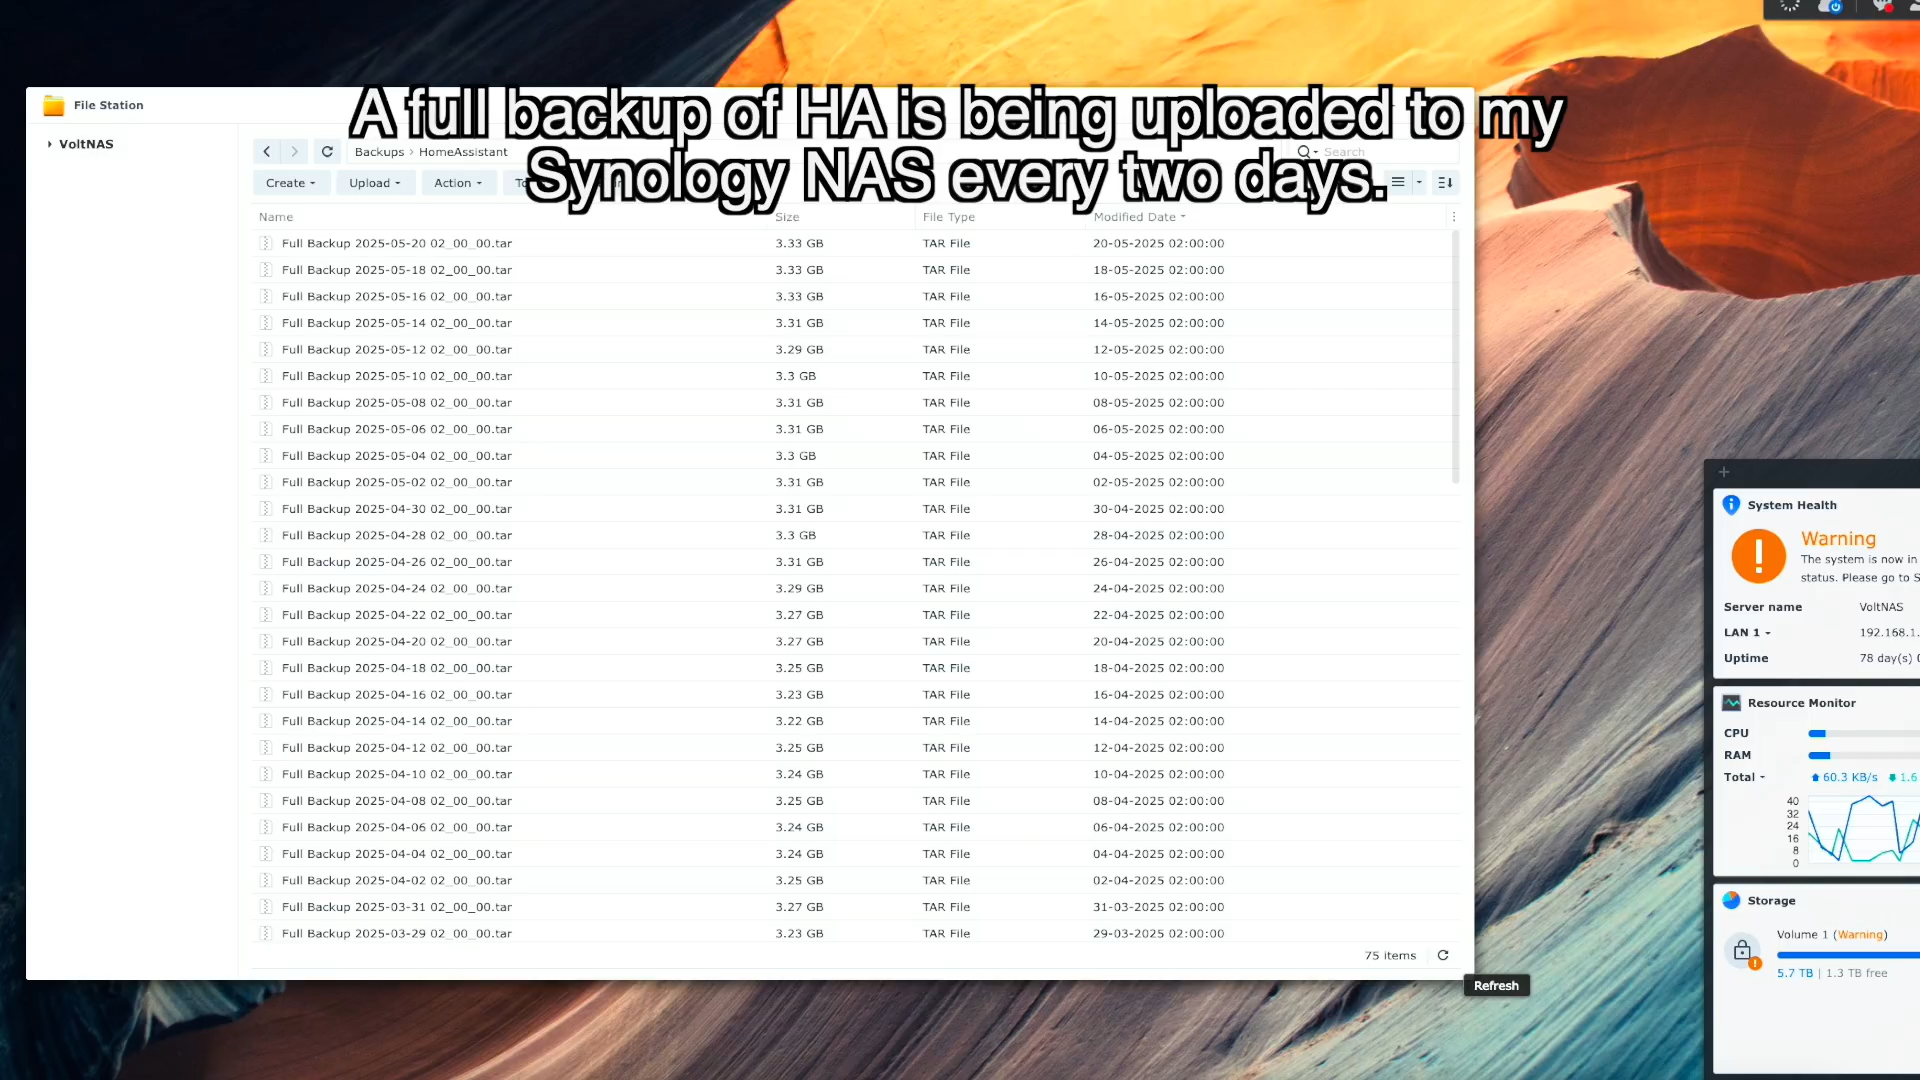 A full backup of HA is being uploaded to my
Synology NAS every two days.
File Station
VoltNAS
Backups › HomeAssistant
Search
Create
Upload
Action
Name Size File Type Modified Date
Full Backup 2025-05-20 02_00_00.tar 3.33 GB TAR File 20-05-2025 02:00:00
Full Backup 2025-05-18 02_00_00.tar 3.33 GB TAR File 18-05-2025 02:00:00
Full Backup 2025-05-16 02_00_00.tar 3.33 GB TAR File 16-05-2025 02:00:00
Full Backup 2025-05-14 02_00_00.tar 3.31 GB TAR File 14-05-2025 02:00:00
Full Backup 2025-05-12 02_00_00.tar 3.29 GB TAR File 12-05-2025 02:00:00
Full Backup 2025-05-10 02_00_00.tar 3.3 GB TAR File 10-05-2025 02:00:00
Full Backup 2025-05-08 02_00_00.tar 3.31 GB TAR File 08-05-2025 02:00:00
Full Backup 2025-05-06 02_00_00.tar 3.31 GB TAR File 06-05-2025 02:00:00
Full Backup 2025-05-04 02_00_00.tar 3.3 GB TAR File 04-05-2025 02:00:00
Full Backup 2025-05-02 02_00_00.tar 3.31 GB TAR File 02-05-2025 02:00:00
Full Backup 2025-04-30 02_00_00.tar 3.31 GB TAR File 30-04-2025 02:00:00
Full Backup 2025-04-28 02_00_00.tar 3.3 GB TAR File 28-04-2025 02:00:00
Full Backup 2025-04-26 02_00_00.tar 3.31 GB TAR File 26-04-2025 02:00:00
Full Backup 2025-04-24 02_00_00.tar 3.29 GB TAR File 24-04-2025 02:00:00
Full Backup 2025-04-22 02_00_00.tar 3.27 GB TAR File 22-04-2025 02:00:00
Full Backup 2025-04-20 02_00_00.tar 3.27 GB TAR File 20-04-2025 02:00:00
Full Backup 2025-04-18 02_00_00.tar 3.25 GB TAR File 18-04-2025 02:00:00
Full Backup 2025-04-16 02_00_00.tar 3.23 GB TAR File 16-04-2025 02:00:00
Full Backup 2025-04-14 02_00_00.tar 3.22 GB TAR File 14-04-2025 02:00:00
Full Backup 2025-04-12 02_00_00.tar 3.25 GB TAR File 12-04-2025 02:00:00
Full Backup 2025-04-10 02_00_00.tar 3.24 GB TAR File 10-04-2025 02:00:00
Full Backup 2025-04-08 02_00_00.tar 3.25 GB TAR File 08-04-2025 02:00:00
Full Backup 2025-04-06 02_00_00.tar 3.24 GB TAR File 06-04-2025 02:00:00
Full Backup 2025-04-04 02_00_00.tar 3.24 GB TAR File 04-04-2025 02:00:00
Full Backup 2025-04-02 02_00_00.tar 3.25 GB TAR File 02-04-2025 02:00:00
Full Backup 2025-03-31 02_00_00.tar 3.27 GB TAR File 31-03-2025 02:00:00
Full Backup 2025-03-29 02_00_00.tar 3.23 GB TAR File 29-03-2025 02:00:00
75 items
Refresh
System Health
Warning
The system is now in
status. Please go to S
Server name VoltNAS
LAN 1 192.168.1.
Uptime 78 day(s)
Resource Monitor
CPU
RAM
Total 60.3 KB/s 1.6
40
32
24
16
8
0
Storage
Volume 1 (Warning)
5.7 TB | 1.3 TB free